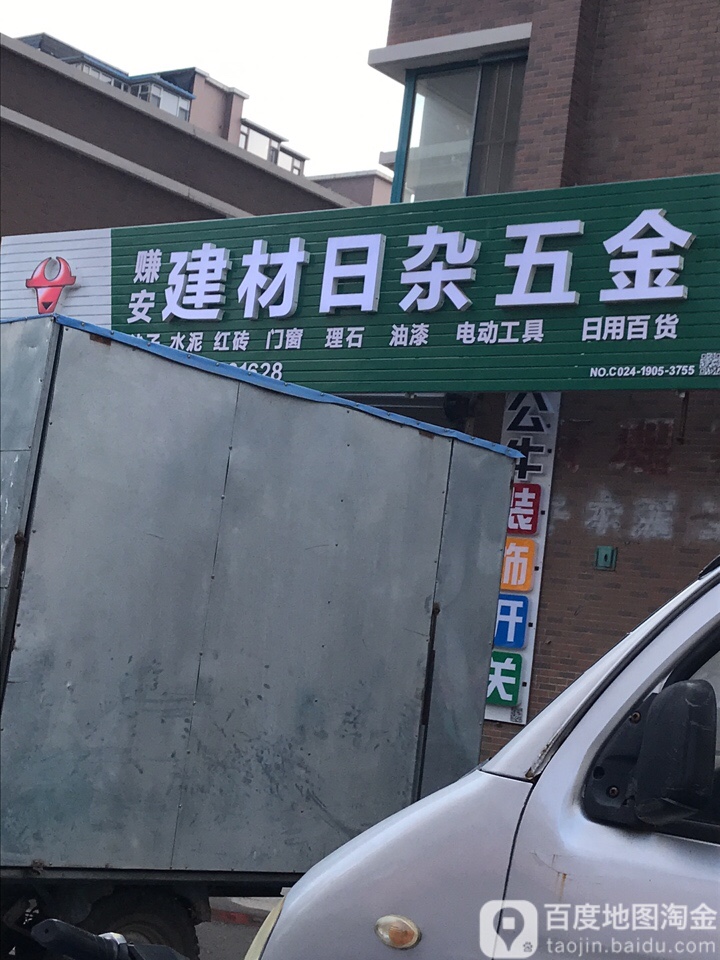 赚安 建材日杂五金
水泥 红砖 门窗 理石 油漆 电动工具 日用百货
1628
NO.C024-1905-3755
公牛
装
饰
开
关
百度地图淘金
taojin.baidu.com